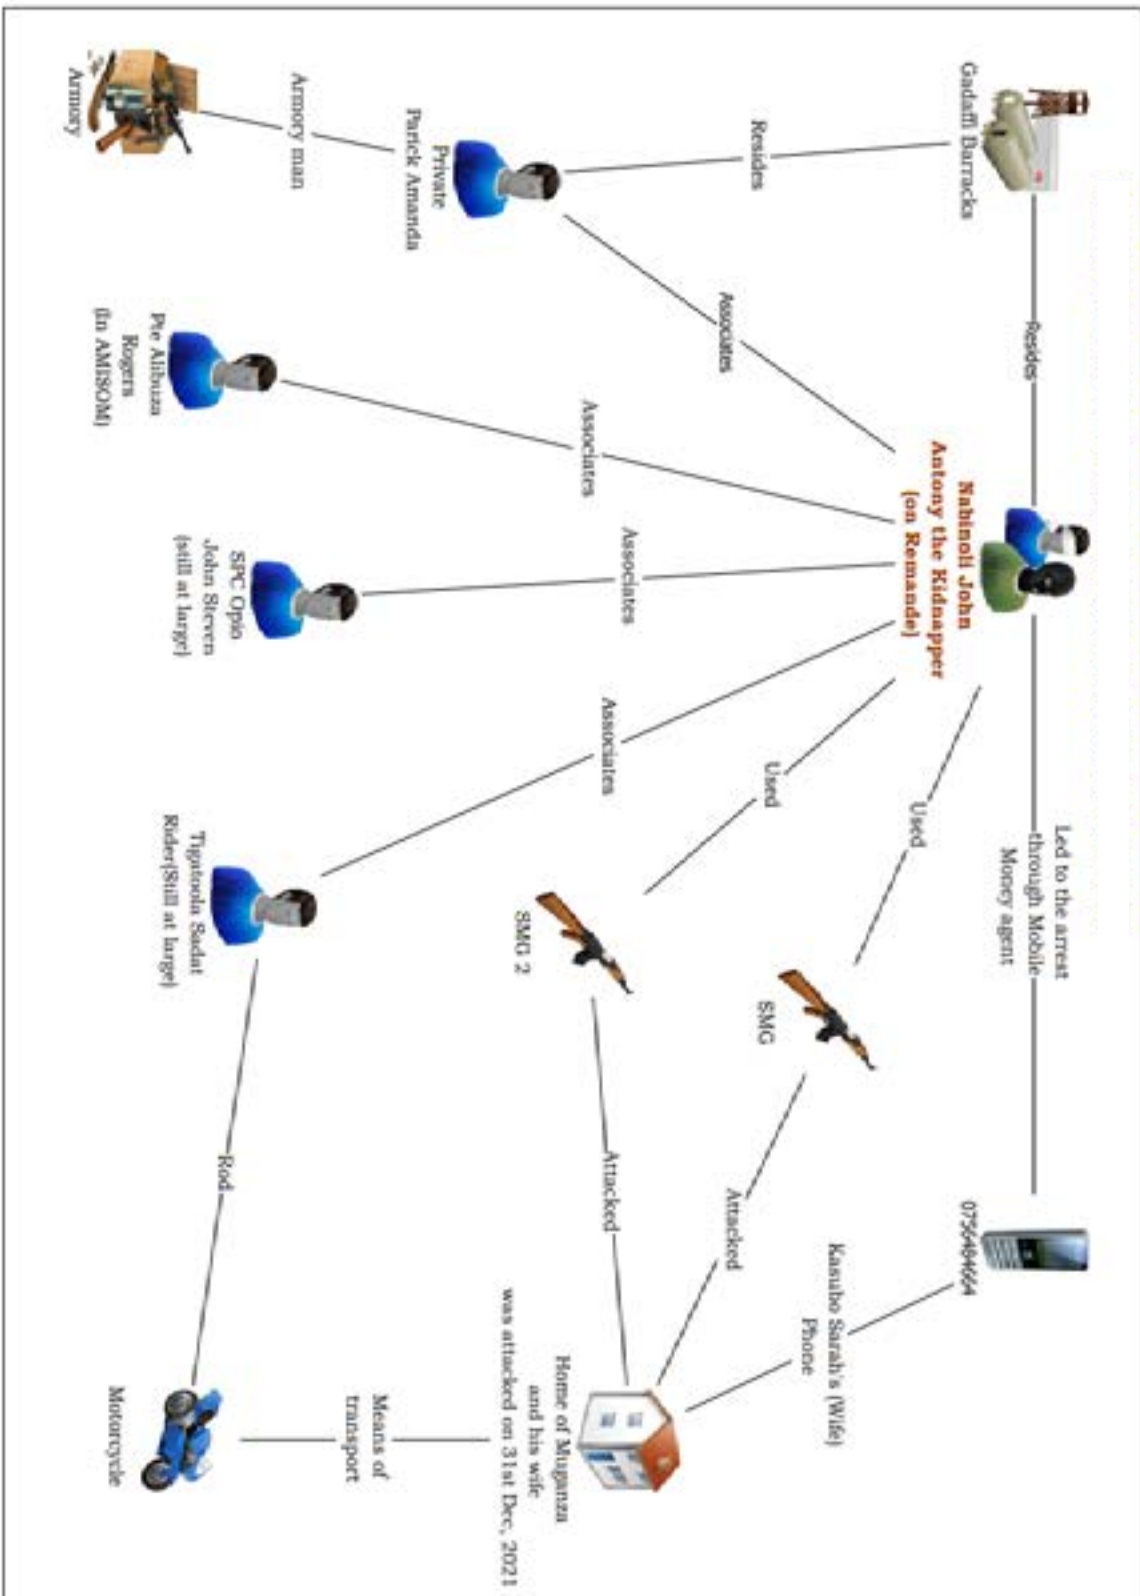 Gadaffi Barracks
Resides
Led to the arrest
through Mobile
Money agent
0756484664
Nabinoli John
Antony the Kidnapper
(on Remande)
Resides
Used
Kasubo Sarah's (Wife)
Phone
Associates
Used
SMG
Attacked
Private
Parick Amanda
Armory man
Armory
Associates
Associates
Associates
SMG 2
Attacked
Home of Muganza
and his wife
was attacked on 31st Dec, 2021
Pte Alibuza
Rogers
(In AMISOM)
SPC Opio
John Steven
(still at large)
Tigatoola Sadat
Rider(Still at large)
Rod
Means of
transport
Motorcycle